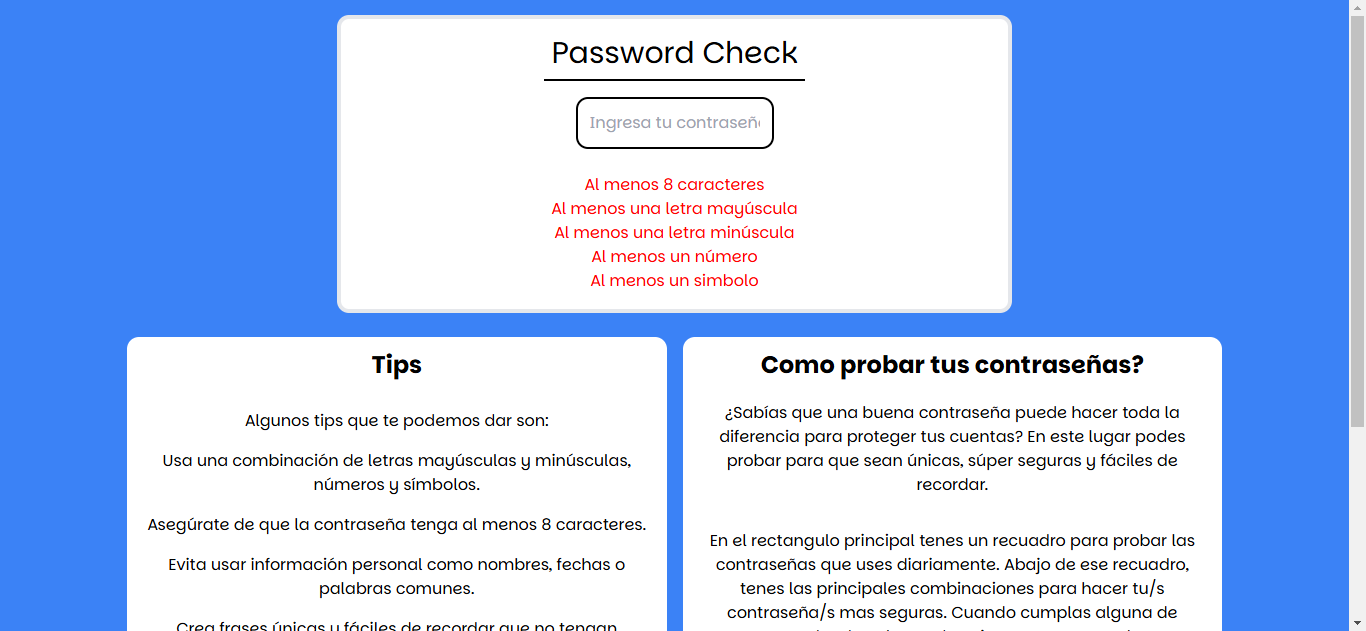 Password Check
Ingresa tu contraseñ
Al menos 8 caracteres
Al menos una letra mayúscula
Al menos una letra minúscula
Al menos un número
Al menos un simbolo
Tips
Algunos tips que te podemos dar son:
Usa una combinación de letras mayúsculas y minúsculas,
números y símbolos.
Asegúrate de que la contraseña tenga al menos 8 caracteres.
Evita usar información personal como nombres, fechas o
palabras comunes.
Crea frases únicas y fáciles de recordar que no tengan
Como probar tus contraseñas?
¿Sabías que una buena contraseña puede hacer toda la
diferencia para proteger tus cuentas? En este lugar podes
probar para que sean únicas, súper seguras y fáciles de
recordar.
En el rectangulo principal tenes un recuadro para probar las
contraseñas que uses diariamente. Abajo de ese recuadro,
tenes las principales combinaciones para hacer tu/s
contraseña/s mas seguras. Cuando cumplas alguna de